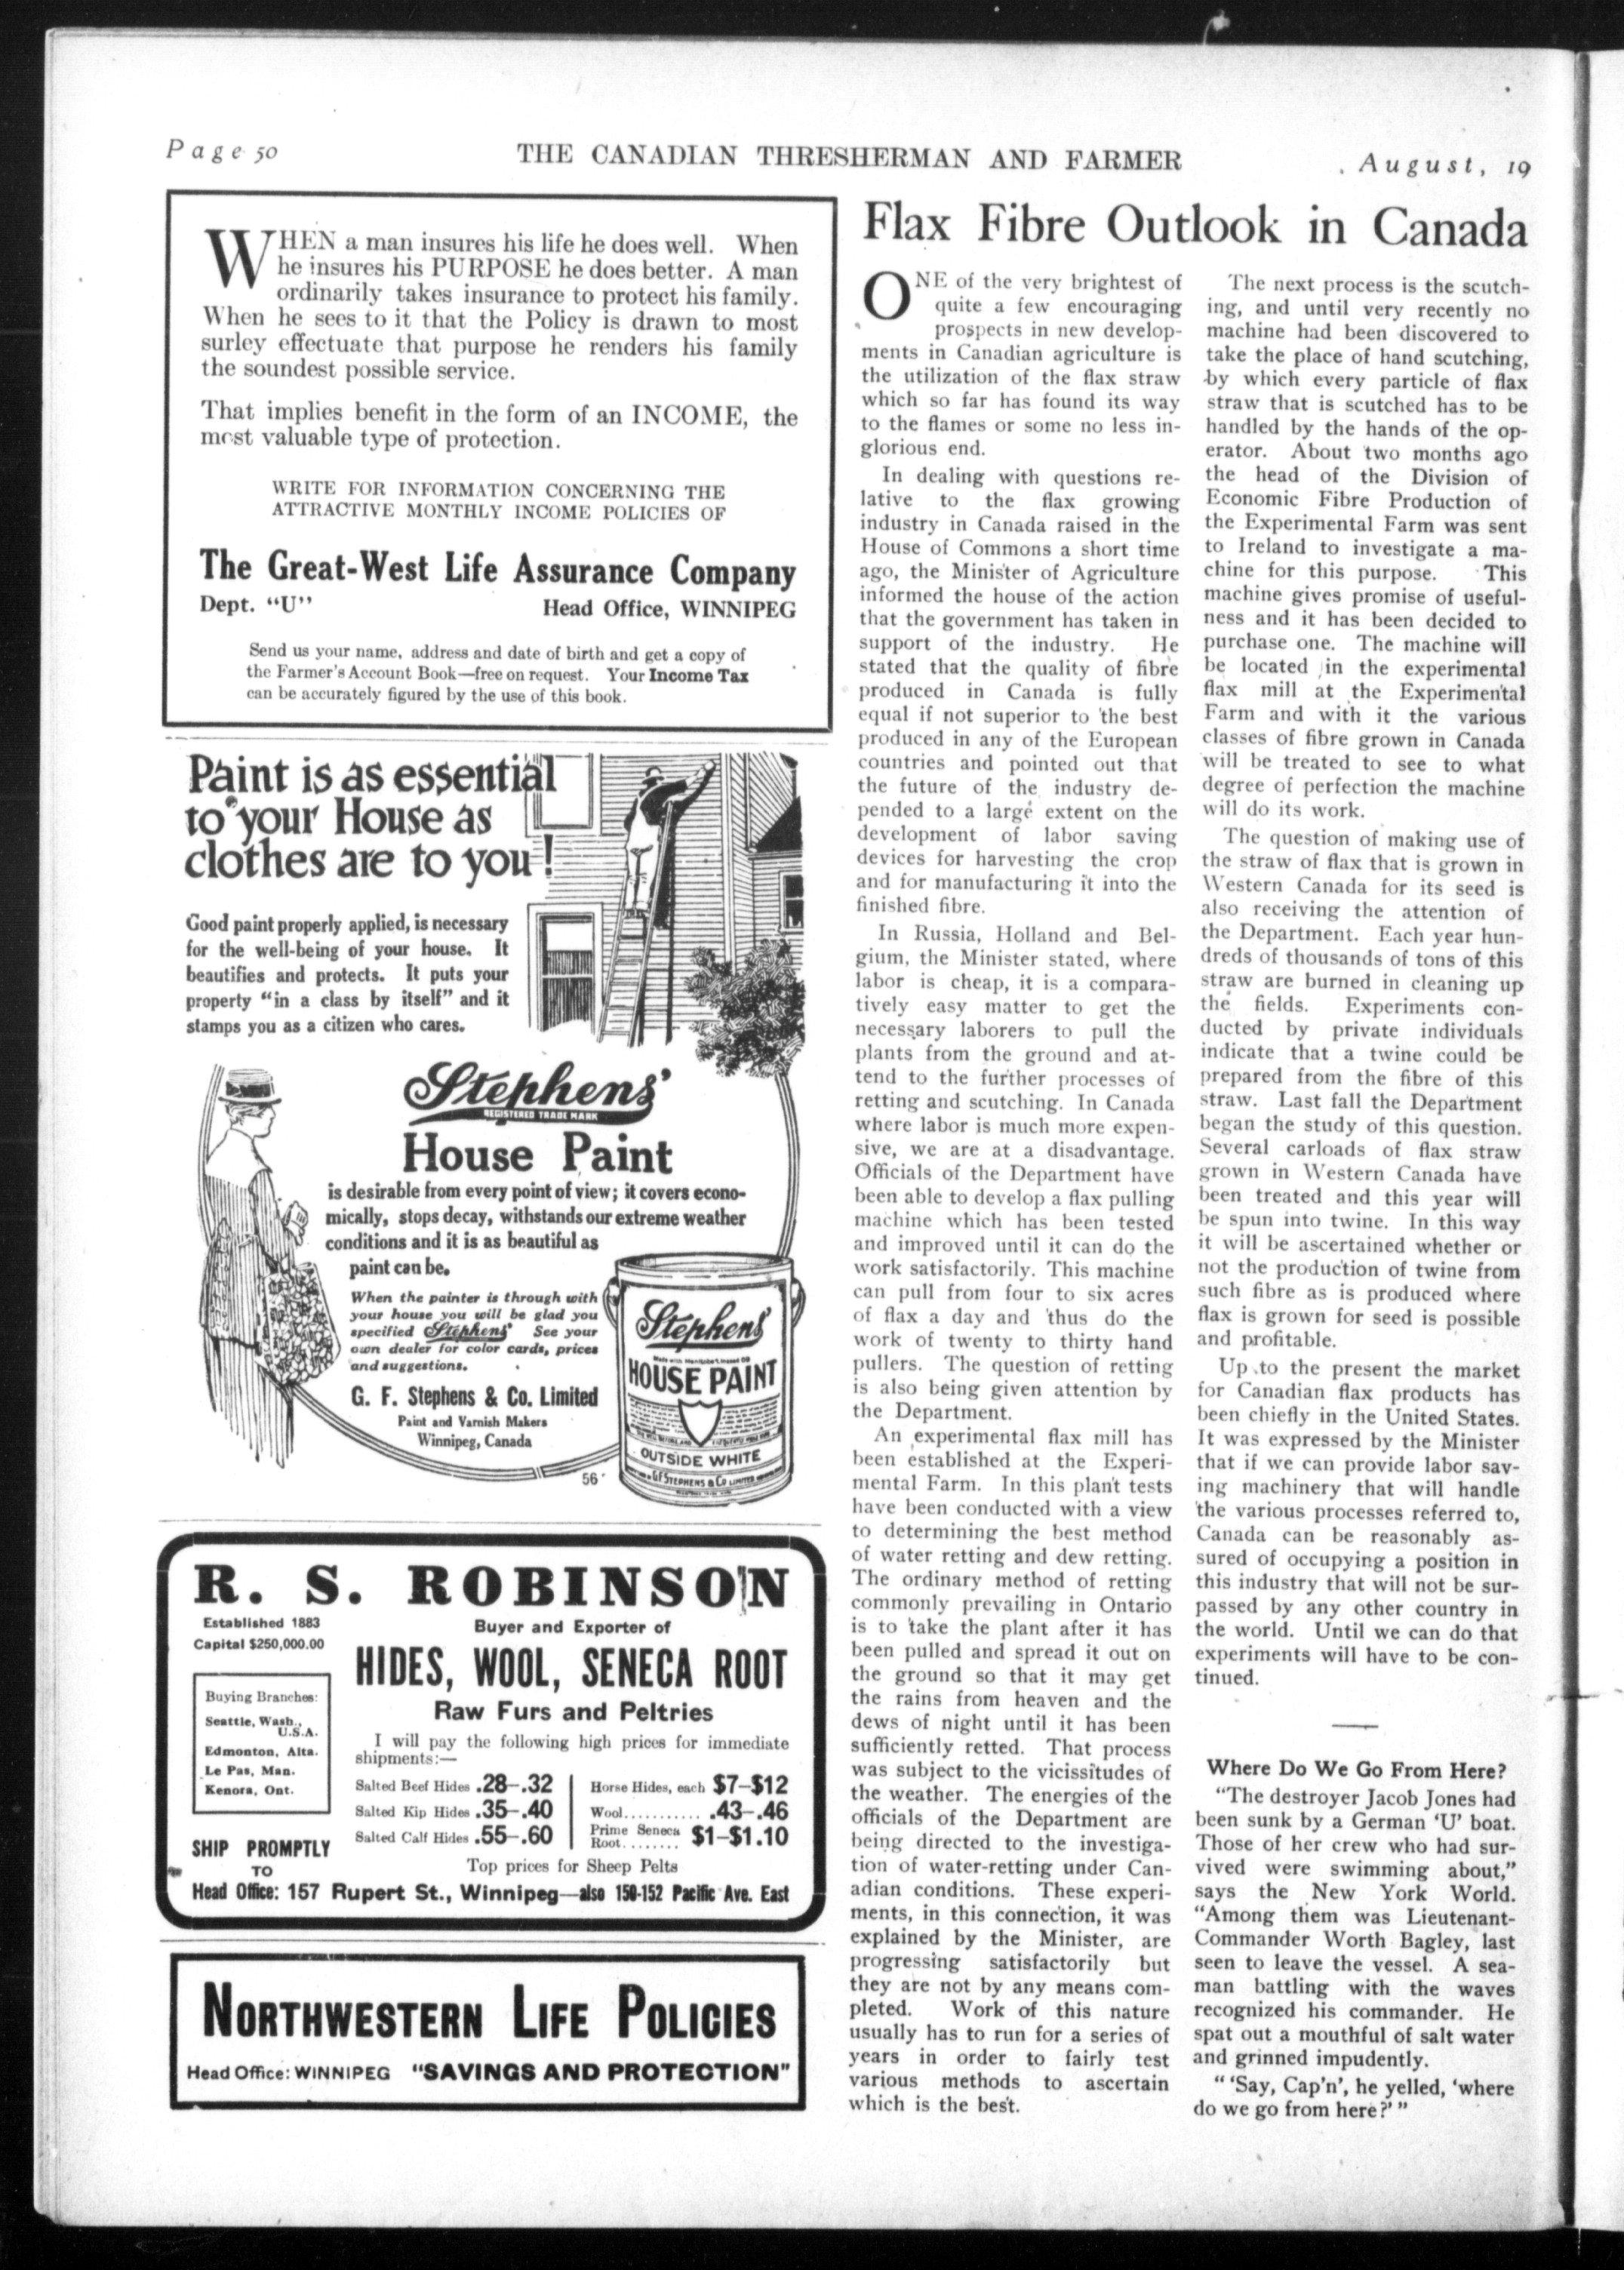 Page 50
THE CANADIAN THRESHERMAN AND FARMER
August, 19
WHEN a man insures his life he does well. When
he insures his PURPOSE he does better. A man
ordinarily takes insurance to protect his family.
When he sees to it that the Policy is drawn to most
surley effectuate that purpose he renders his family
the soundest possible service.
That implies benefit in the form of an INCOME, the
most valuable type of protection.
WRITE FOR INFORMATION CONCERNING THE
ATTRACTIVE MONTHLY INCOME POLICIES OF
The Great-West Life Assurance Company
Dept. "U" Head Office, WINNIPEG
Send us your name, address and date of birth and get a copy of
the Farmer's Account Book—free on request. Your Income Tax
can be accurately figured by the use of this book.
Paint is as essential
to your House as
clothes are to you!
Good paint properly applied, is necessary
for the well-being of your house. It
beautifies and protects. It puts your
property "in a class by itself" and it
stamps you as a citizen who cares.
Stephens'
REGISTERED TRADE MARK
House Paint
is desirable from every point of view; it covers econo-
mically, stops decay, withstands our extreme weather
conditions and it is as beautiful as
paint can be.
When the painter is through with
your house you will be glad you
specified Stephens' See your
own dealer for color cards, prices
and suggestions.
G. F. Stephens & Co. Limited
Paint and Varnish Makers
Winnipeg, Canada
56
Stephens'
HOUSE PAINT
OUTSIDE WHITE
G.F. STEPHENS & CO LIMITED
R. S. ROBINSON
Established 1883
Capital $250,000.00
Buyer and Exporter of
HIDES, WOOL, SENECA ROOT
Raw Furs and Peltries
Buying Branches:
Seattle, Wash.,
U.S.A.
Edmonton, Alta.
Le Pas, Man.
Kenora, Ont.
I will pay the following high prices for immediate
shipments:—
Salted Beef Hides .28–.32
Salted Kip Hides .35–.40
Salted Calf Hides .55–.60
Horse Hides, each $7–$12
Wool........... .43–.46
Prime Seneca
Root........ $1–$1.10
SHIP PROMPTLY
TO
Top prices for Sheep Pelts
Head Office: 157 Rupert St., Winnipeg—also 150-152 Pacific Ave. East
NORTHWESTERN LIFE POLICIES
Head Office: WINNIPEG "SAVINGS AND PROTECTION"
Flax Fibre Outlook in Canada
ONE of the very brightest of
quite a few encouraging
prospects in new develop-
ments in Canadian agriculture is
the utilization of the flax straw
which so far has found its way
to the flames or some no less in-
glorious end.
In dealing with questions re-
lative to the flax growing
industry in Canada raised in the
House of Commons a short time
ago, the Minister of Agriculture
informed the house of the action
that the government has taken in
support of the industry. He
stated that the quality of fibre
produced in Canada is fully
equal if not superior to the best
produced in any of the European
countries and pointed out that
the future of the industry de-
pended to a large extent on the
development of labor saving
devices for harvesting the crop
and for manufacturing it into the
finished fibre.
In Russia, Holland and Bel-
gium, the Minister stated, where
labor is cheap, it is a compara-
tively easy matter to get the
necessary laborers to pull the
plants from the ground and at-
tend to the further processes of
retting and scutching. In Canada
where labor is much more expen-
sive, we are at a disadvantage.
Officials of the Department have
been able to develop a flax pulling
machine which has been tested
and improved until it can do the
work satisfactorily. This machine
can pull from four to six acres
of flax a day and thus do the
work of twenty to thirty hand
pullers. The question of retting
is also being given attention by
the Department.
An experimental flax mill has
been established at the Experi-
mental Farm. In this plant tests
have been conducted with a view
to determining the best method
of water retting and dew retting.
The ordinary method of retting
commonly prevailing in Ontario
is to take the plant after it has
been pulled and spread it out on
the ground so that it may get
the rains from heaven and the
dews of night until it has been
sufficiently retted. That process
was subject to the vicissitudes of
the weather. The energies of the
officials of the Department are
being directed to the investiga-
tion of water-retting under Can-
adian conditions. These experi-
ments, in this connection, it was
explained by the Minister, are
progressing satisfactorily but
they are not by any means com-
pleted. Work of this nature
usually has to run for a series of
years in order to fairly test
various methods to ascertain
which is the best.
The next process is the scutch-
ing, and until very recently no
machine had been discovered to
take the place of hand scutching,
by which every particle of flax
straw that is scutched has to be
handled by the hands of the op-
erator. About two months ago
the head of the Division of
Economic Fibre Production of
the Experimental Farm was sent
to Ireland to investigate a ma-
chine for this purpose. This
machine gives promise of useful-
ness and it has been decided to
purchase one. The machine will
be located in the experimental
flax mill at the Experimental
Farm and with it the various
classes of fibre grown in Canada
will be treated to see to what
degree of perfection the machine
will do its work.
The question of making use of
the straw of flax that is grown in
Western Canada for its seed is
also receiving the attention of
the Department. Each year hun-
dreds of thousands of tons of this
straw are burned in cleaning up
the fields. Experiments con-
ducted by private individuals
indicate that a twine could be
prepared from the fibre of this
straw. Last fall the Department
began the study of this question.
Several carloads of flax straw
grown in Western Canada have
been treated and this year will
be spun into twine. In this way
it will be ascertained whether or
not the production of twine from
such fibre as is produced where
flax is grown for seed is possible
and profitable.
Up to the present the market
for Canadian flax products has
been chiefly in the United States.
It was expressed by the Minister
that if we can provide labor sav-
ing machinery that will handle
the various processes referred to,
Canada can be reasonably as-
sured of occupying a position in
this industry that will not be sur-
passed by any other country in
the world. Until we can do that
experiments will have to be con-
tinued.
Where Do We Go From Here?
"The destroyer Jacob Jones had
been sunk by a German 'U' boat.
Those of her crew who had sur-
vived were swimming about,"
says the New York World.
"Among them was Lieutenant-
Commander Worth Bagley, last
seen to leave the vessel. A sea-
man battling with the waves
recognized his commander. He
spat out a mouthful of salt water
and grinned impudently.
" 'Say, Cap'n', he yelled, 'where
do we go from here?' "